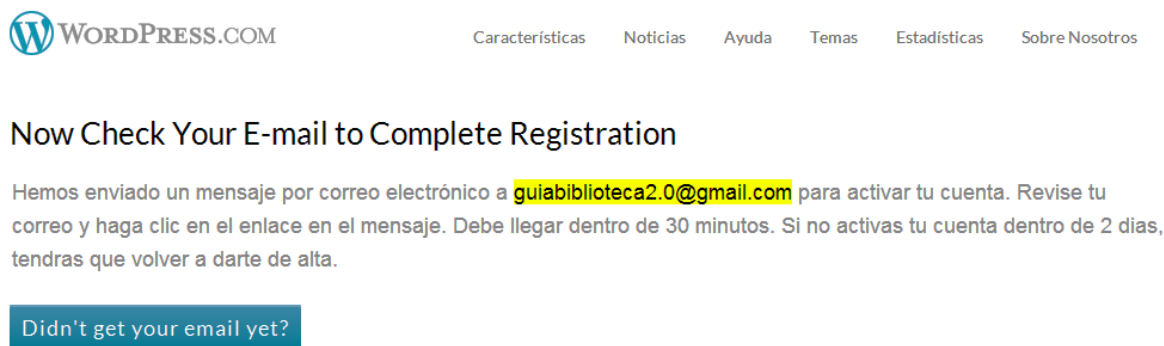 WORDPRESS.COM
Características Noticias Ayuda Temas Estadísticas Sobre Nosotros
Now Check Your E-mail to Complete Registration
Hemos enviado un mensaje por correo electrónico a guiabiblioteca2.0@gmail.com para activar tu cuenta. Revise tu
correo y haga clic en el enlace en el mensaje. Debe llegar dentro de 30 minutos. Si no activas tu cuenta dentro de 2 dias,
tendras que volver a darte de alta.
Didn't get your email yet?